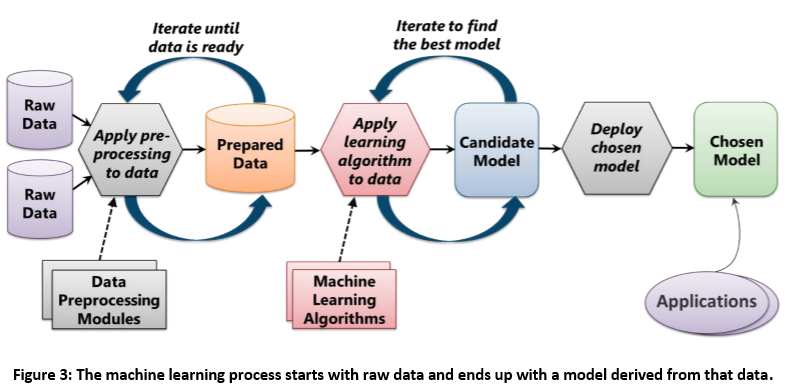 Iterate until
data is ready
Iterate to find
the best model
Raw
Data
Raw
Data
Apply pre-
processing
to data
Prepared
Data
Apply
learning
algorithm
to data
Candidate
Model
Deploy
chosen
model
Chosen
Model
Data
Preprocessing
Modules
Machine
Learning
Algorithms
Applications
Figure 3: The machine learning process starts with raw data and ends up with a model derived from that data.